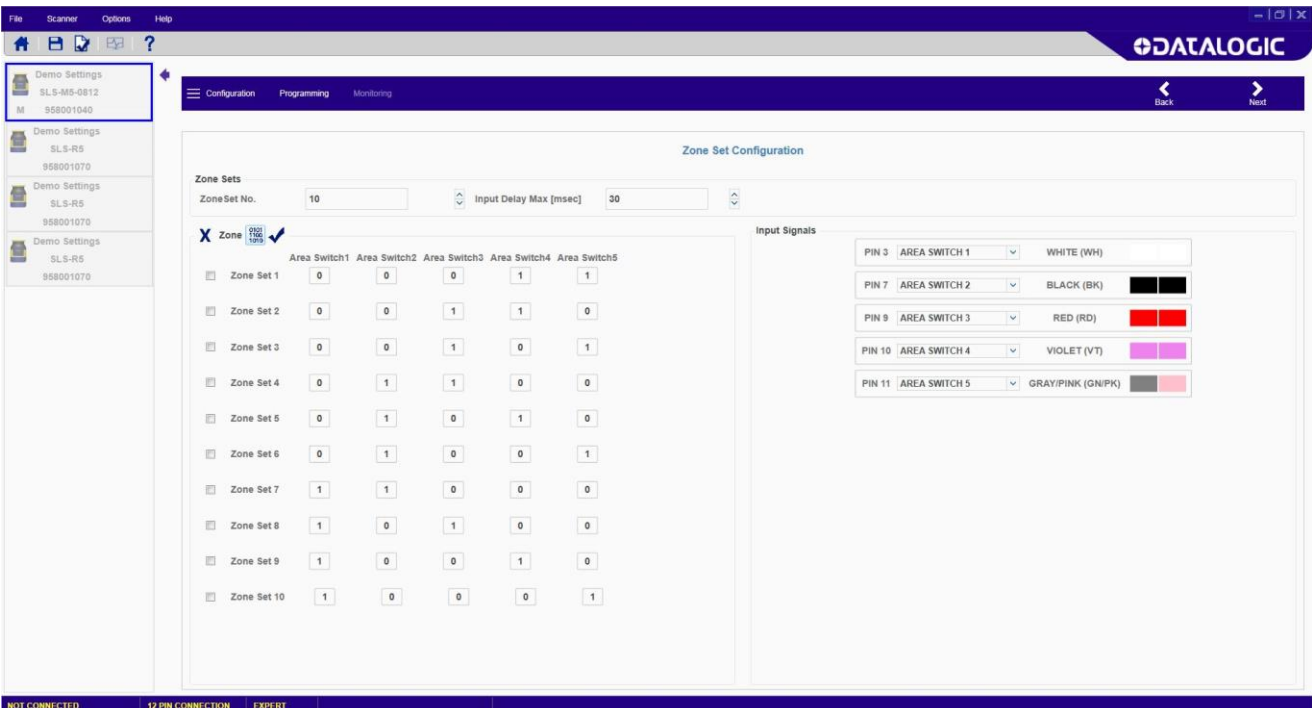 File Scanner Options Help
DATALOGIC
Demo Settings
SLS-M5-0812
M 958001040
Demo Settings
SLS-R5
958001070
Demo Settings
SLS-R5
958001070
Demo Settings
SLS-R5
958001070
Configuration Programming Monitoring Back Next
Zone Set Configuration
Zone Sets
ZoneSet No. 10 Input Delay Max [msec] 30
X Zone 0101 1100 1010
Area Switch1 Area Switch2 Area Switch3 Area Switch4 Area Switch5
Zone Set 1 0 0 0 1 1
Zone Set 2 0 0 1 1 0
Zone Set 3 0 0 1 0 1
Zone Set 4 0 1 1 0 0
Zone Set 5 0 1 0 1 0
Zone Set 6 0 1 0 0 1
Zone Set 7 1 1 0 0 0
Zone Set 8 1 0 1 0 0
Zone Set 9 1 0 0 1 0
Zone Set 10 1 0 0 0 1
Input Signals
PIN 3 AREA SWITCH 1 WHITE (WH)
PIN 7 AREA SWITCH 2 BLACK (BK)
PIN 9 AREA SWITCH 3 RED (RD)
PIN 10 AREA SWITCH 4 VIOLET (VT)
PIN 11 AREA SWITCH 5 GRAY/PINK (GN/PK)
NOT CONNECTED 12 PIN CONNECTION EXPERT